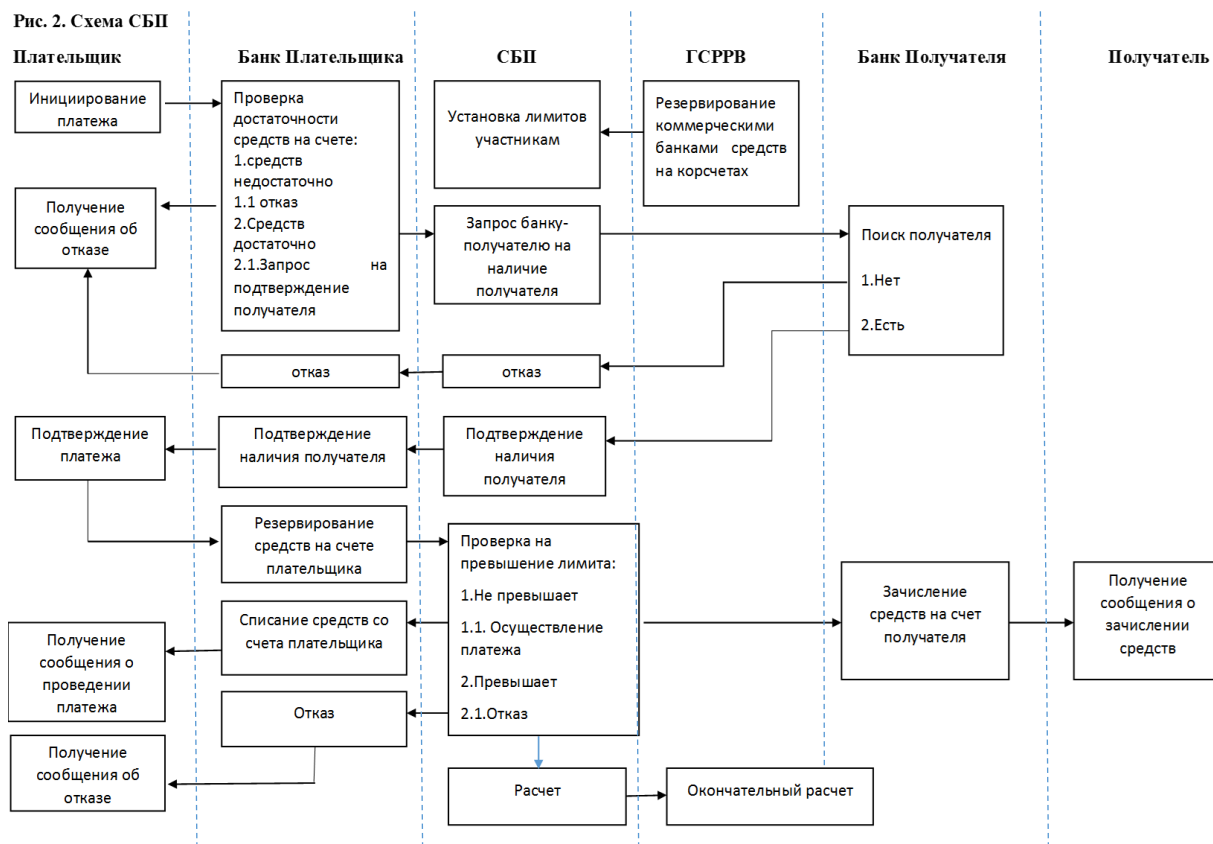 Рис. 2. Схема СБП
Плательщик
Банк Плательщика
СБП
ГСРРВ
Банк Получателя
Получатель
Инициирование
платежа
Проверка
достаточности
средств на счете:
1.средств
недостаточно
1.1 отказ
2.Средств
достаточно
2.1.Запрос на
подтверждение
получателя
Установка лимитов
участникам
Резервирование
коммерческими
банками средств
на корсчетах
Получение
сообщения об
отказе
Запрос банку-
получателю на
наличие
получателя
Поиск получателя
1.Нет
2.Есть
отказ
отказ
Подтверждение
платежа
Подтверждение
наличия получателя
Подтверждение
наличия
получателя
Резервирование
средств на счете
плательщика
Проверка на
превышение лимита:
1.Не превышает
1.1. Осуществление
платежа
2.Превышает
2.1.Отказ
Зачисление
средств на счет
получателя
Получение
сообщения о
зачислении
средств
Списание средств со
счета плательщика
Получение
сообщения о
проведении
платежа
Отказ
Получение
сообщения об
отказе
Расчет
Окончательный расчет